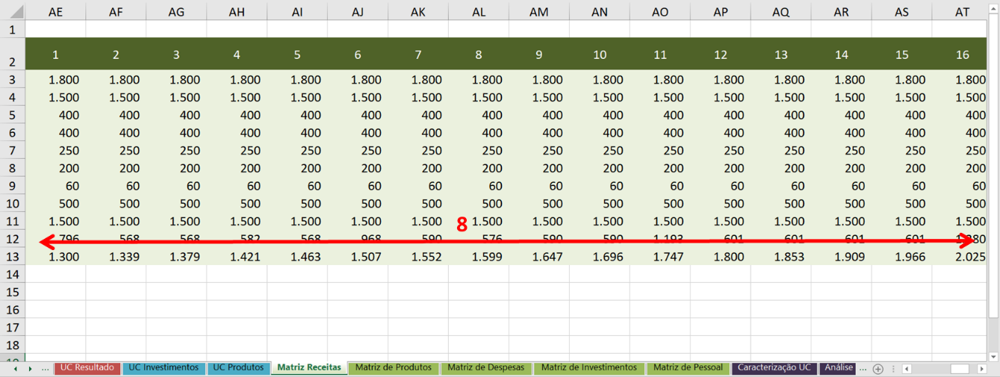 AE AF AG AH AI AJ AK AL AM AN AO AP AQ AR AS AT
1
2 1 2 3 4 5 6 7 8 9 10 11 12 13 14 15 16
3 1.800 1.800 1.800 1.800 1.800 1.800 1.800 1.800 1.800 1.800 1.800 1.800 1.800 1.800 1.800 1.800
4 1.500 1.500 1.500 1.500 1.500 1.500 1.500 1.500 1.500 1.500 1.500 1.500 1.500 1.500 1.500 1.500
5 400 400 400 400 400 400 400 400 400 400 400 400 400 400 400 400
6 400 400 400 400 400 400 400 400 400 400 400 400 400 400 400 400
7 250 250 250 250 250 250 250 250 250 250 250 250 250 250 250 250
8 200 200 200 200 200 200 200 200 200 200 200 200 200 200 200 200
9 60 60 60 60 60 60 60 60 60 60 60 60 60 60 60 60
10 500 500 500 500 500 500 500 500 500 500 500 500 500 500 500 500
11 1.500 1.500 1.500 1.500 1.500 1.500 1.500 8 1.500 1.500 1.500 1.500 1.500 1.500 1.500 1.500 1.500
12 796 568 568 582 568 968 590 576 590 590 1.193 601 601 601 601
13 1.300 1.339 1.379 1.421 1.463 1.507 1.552 1.599 1.647 1.696 1.747 1.800 1.853 1.909 1.966 2.025
14
15
16
17
18
... UC Resultado UC Investimentos UC Produtos Matriz Receitas Matriz de Produtos Matriz de Despesas Matriz de Investimentos Matriz de Pessoal Caracterização UC Análise ...